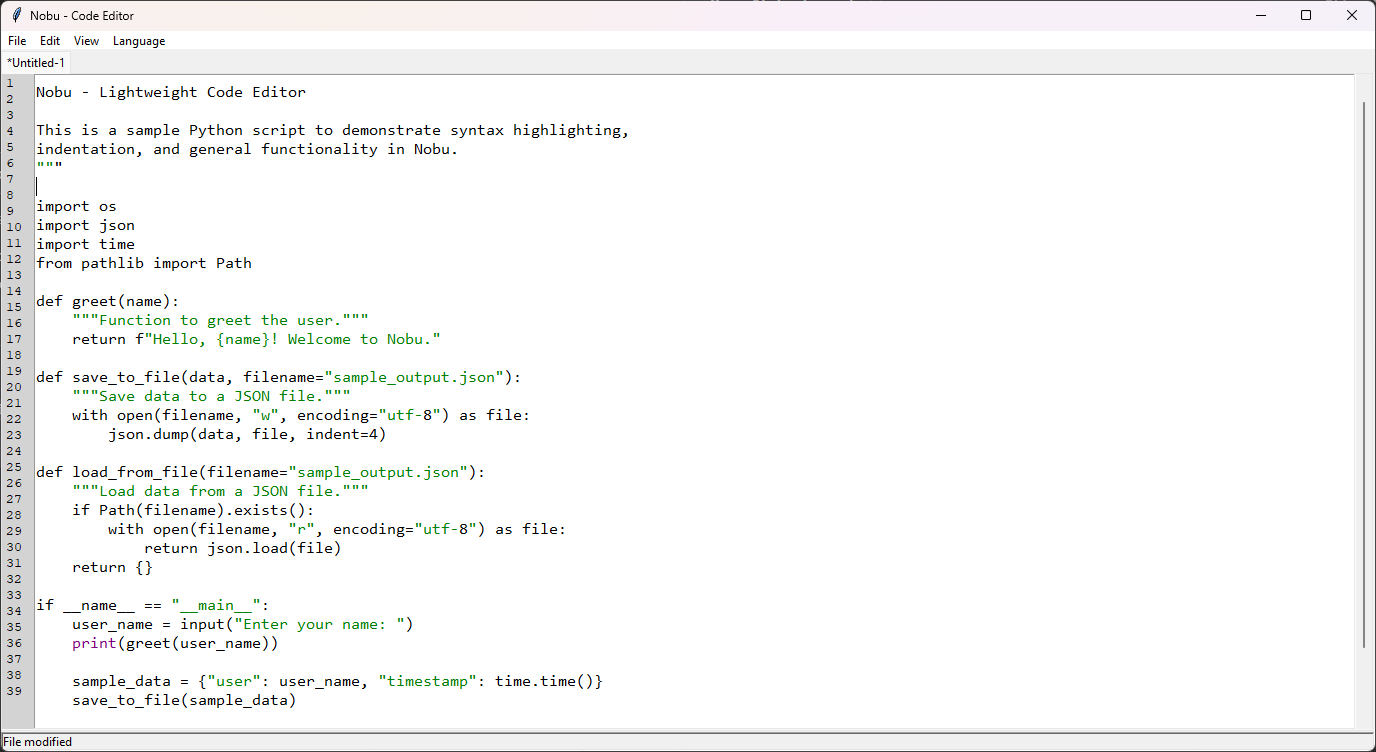 Nobu - Code Editor
File Edit View Language
*Untitled-1
1
2
3
4
5
6
7
8
9
10
11
12
13
14
15
16
17
18
19
20
21
22
23
24
25
26
27
28
29
30
31
32
33
34
35
36
37
38
39
Nobu - Lightweight Code Editor

This is a sample Python script to demonstrate syntax highlighting,
indentation, and general functionality in Nobu.
"""

import os
import json
import time
from pathlib import Path

def greet(name):
    """Function to greet the user."""
    return f"Hello, {name}! Welcome to Nobu."

def save_to_file(data, filename="sample_output.json"):
    """Save data to a JSON file."""
    with open(filename, "w", encoding="utf-8") as file:
        json.dump(data, file, indent=4)

def load_from_file(filename="sample_output.json"):
    """Load data from a JSON file."""
    if Path(filename).exists():
        with open(filename, "r", encoding="utf-8") as file:
            return json.load(file)
    return {}

if __name__ == "__main__":
    user_name = input("Enter your name: ")
    print(greet(user_name))

    sample_data = {"user": user_name, "timestamp": time.time()}
    save_to_file(sample_data)
File modified